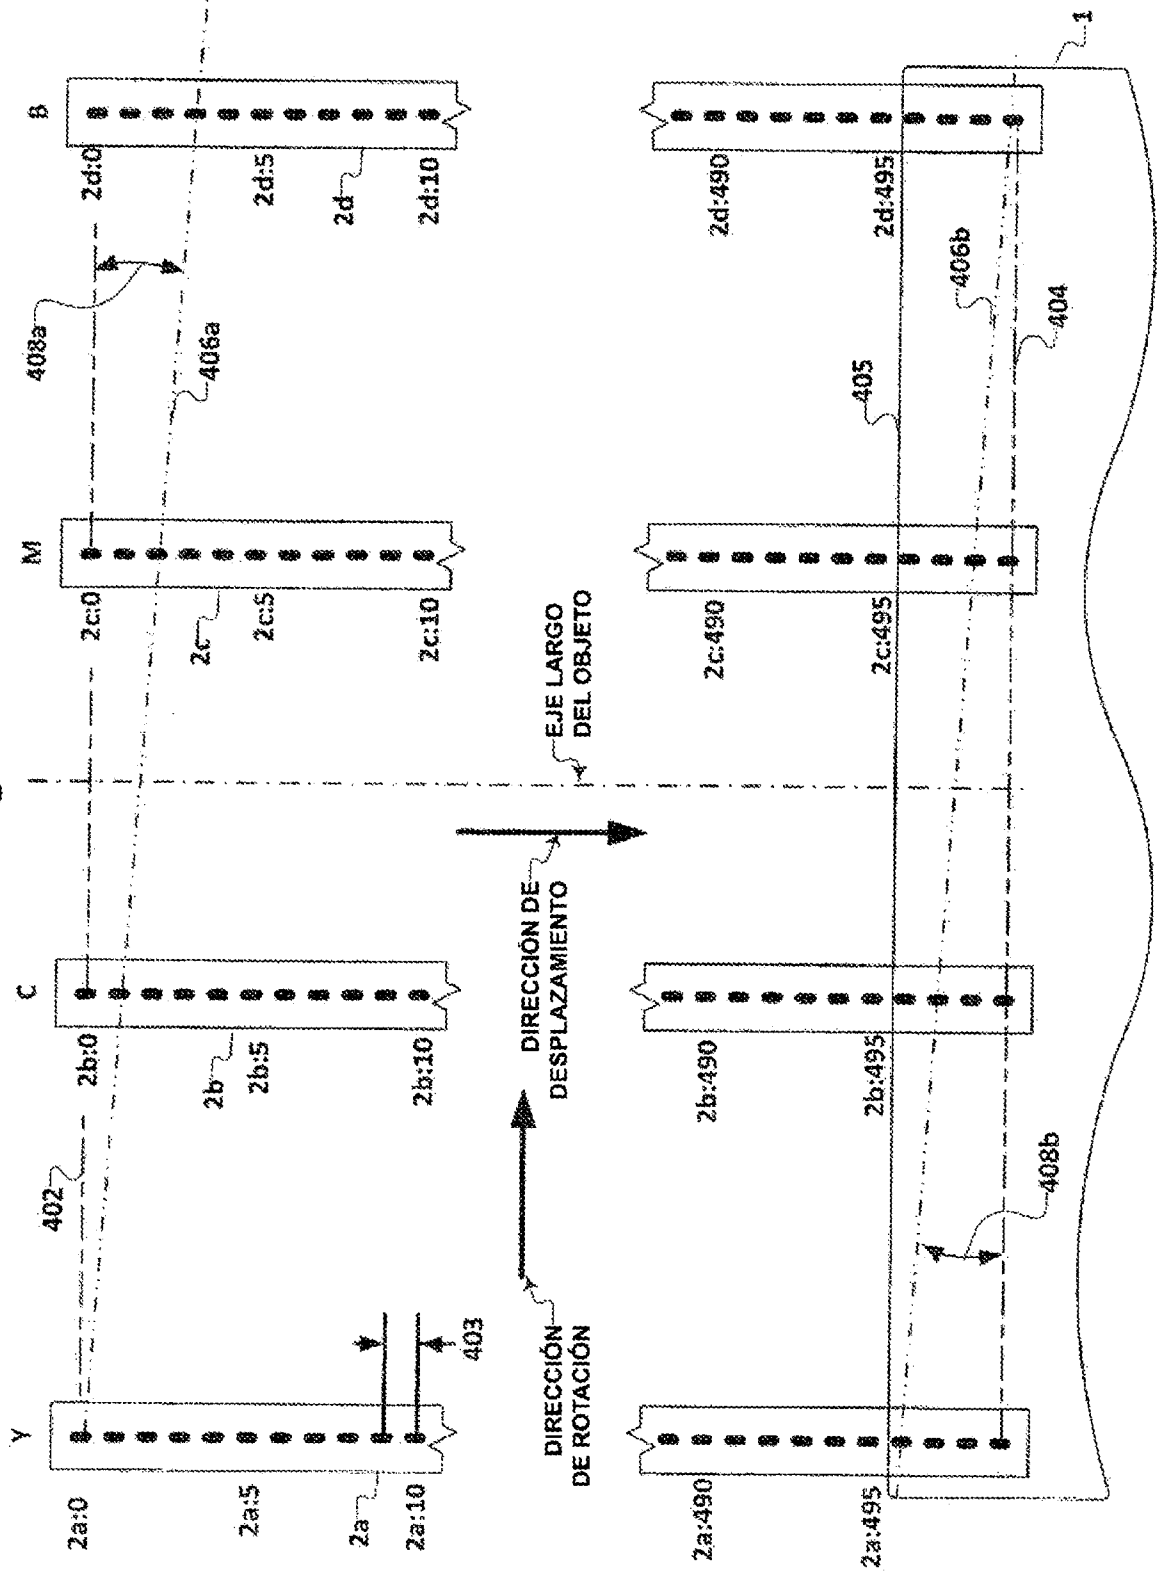 Y
C
M
B
2a:0
2a:5
2a
2a:10
403
402
2b:0
2b
2b:5
2b:10
2c:0
2c
2c:5
2c:10
408a
406a
2d:0
2d:5
2d
2d:10
DIRECCIÓN
DE ROTACIÓN
DIRECCIÓN DE
DESPLAZAMIENTO
EJE LARGO
DEL OBJETO
2a:490
2a:495
408b
2b:490
2b:495
2c:490
2c:495
405
406b
404
2d:490
2d:495
1